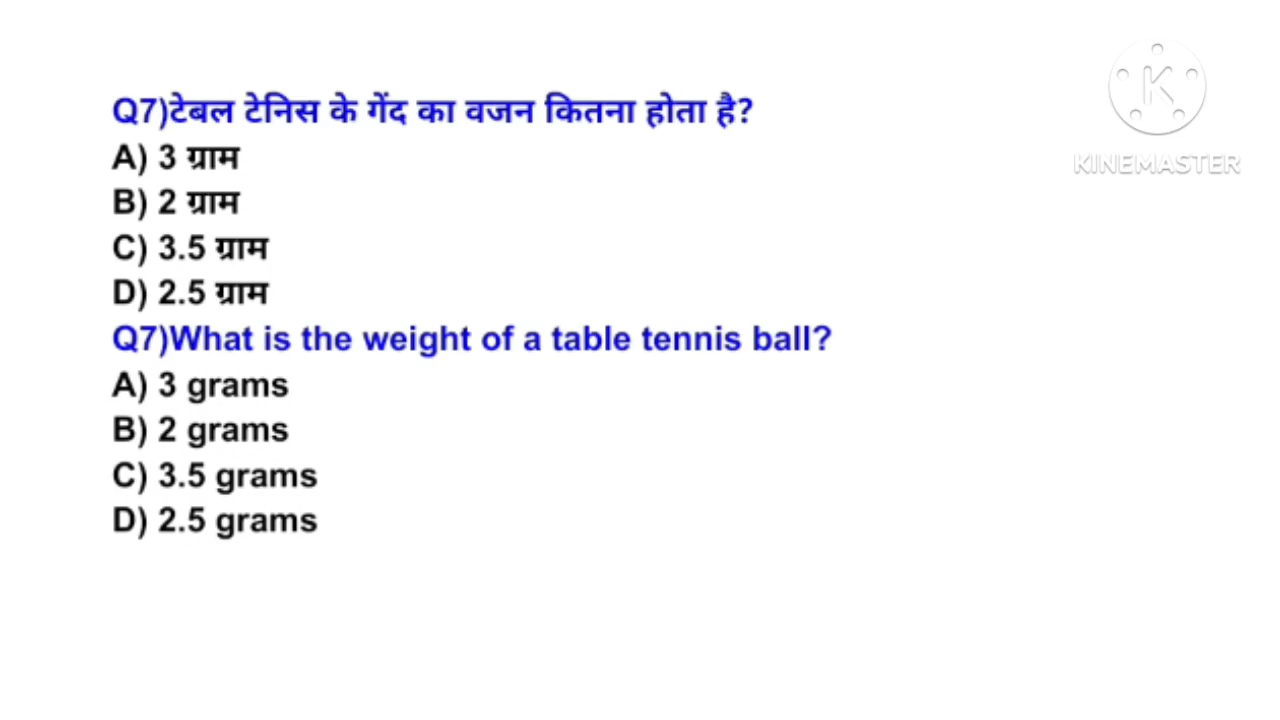 Q7)टेबल टेनिस के गेंद का वजन कितना होता है?
A) 3 ग्राम
B) 2 ग्राम
C) 3.5 ग्राम
D) 2.5 ग्राम
Q7)What is the weight of a table tennis ball?
A) 3 grams
B) 2 grams
C) 3.5 grams
D) 2.5 grams
K
KINEMASTER